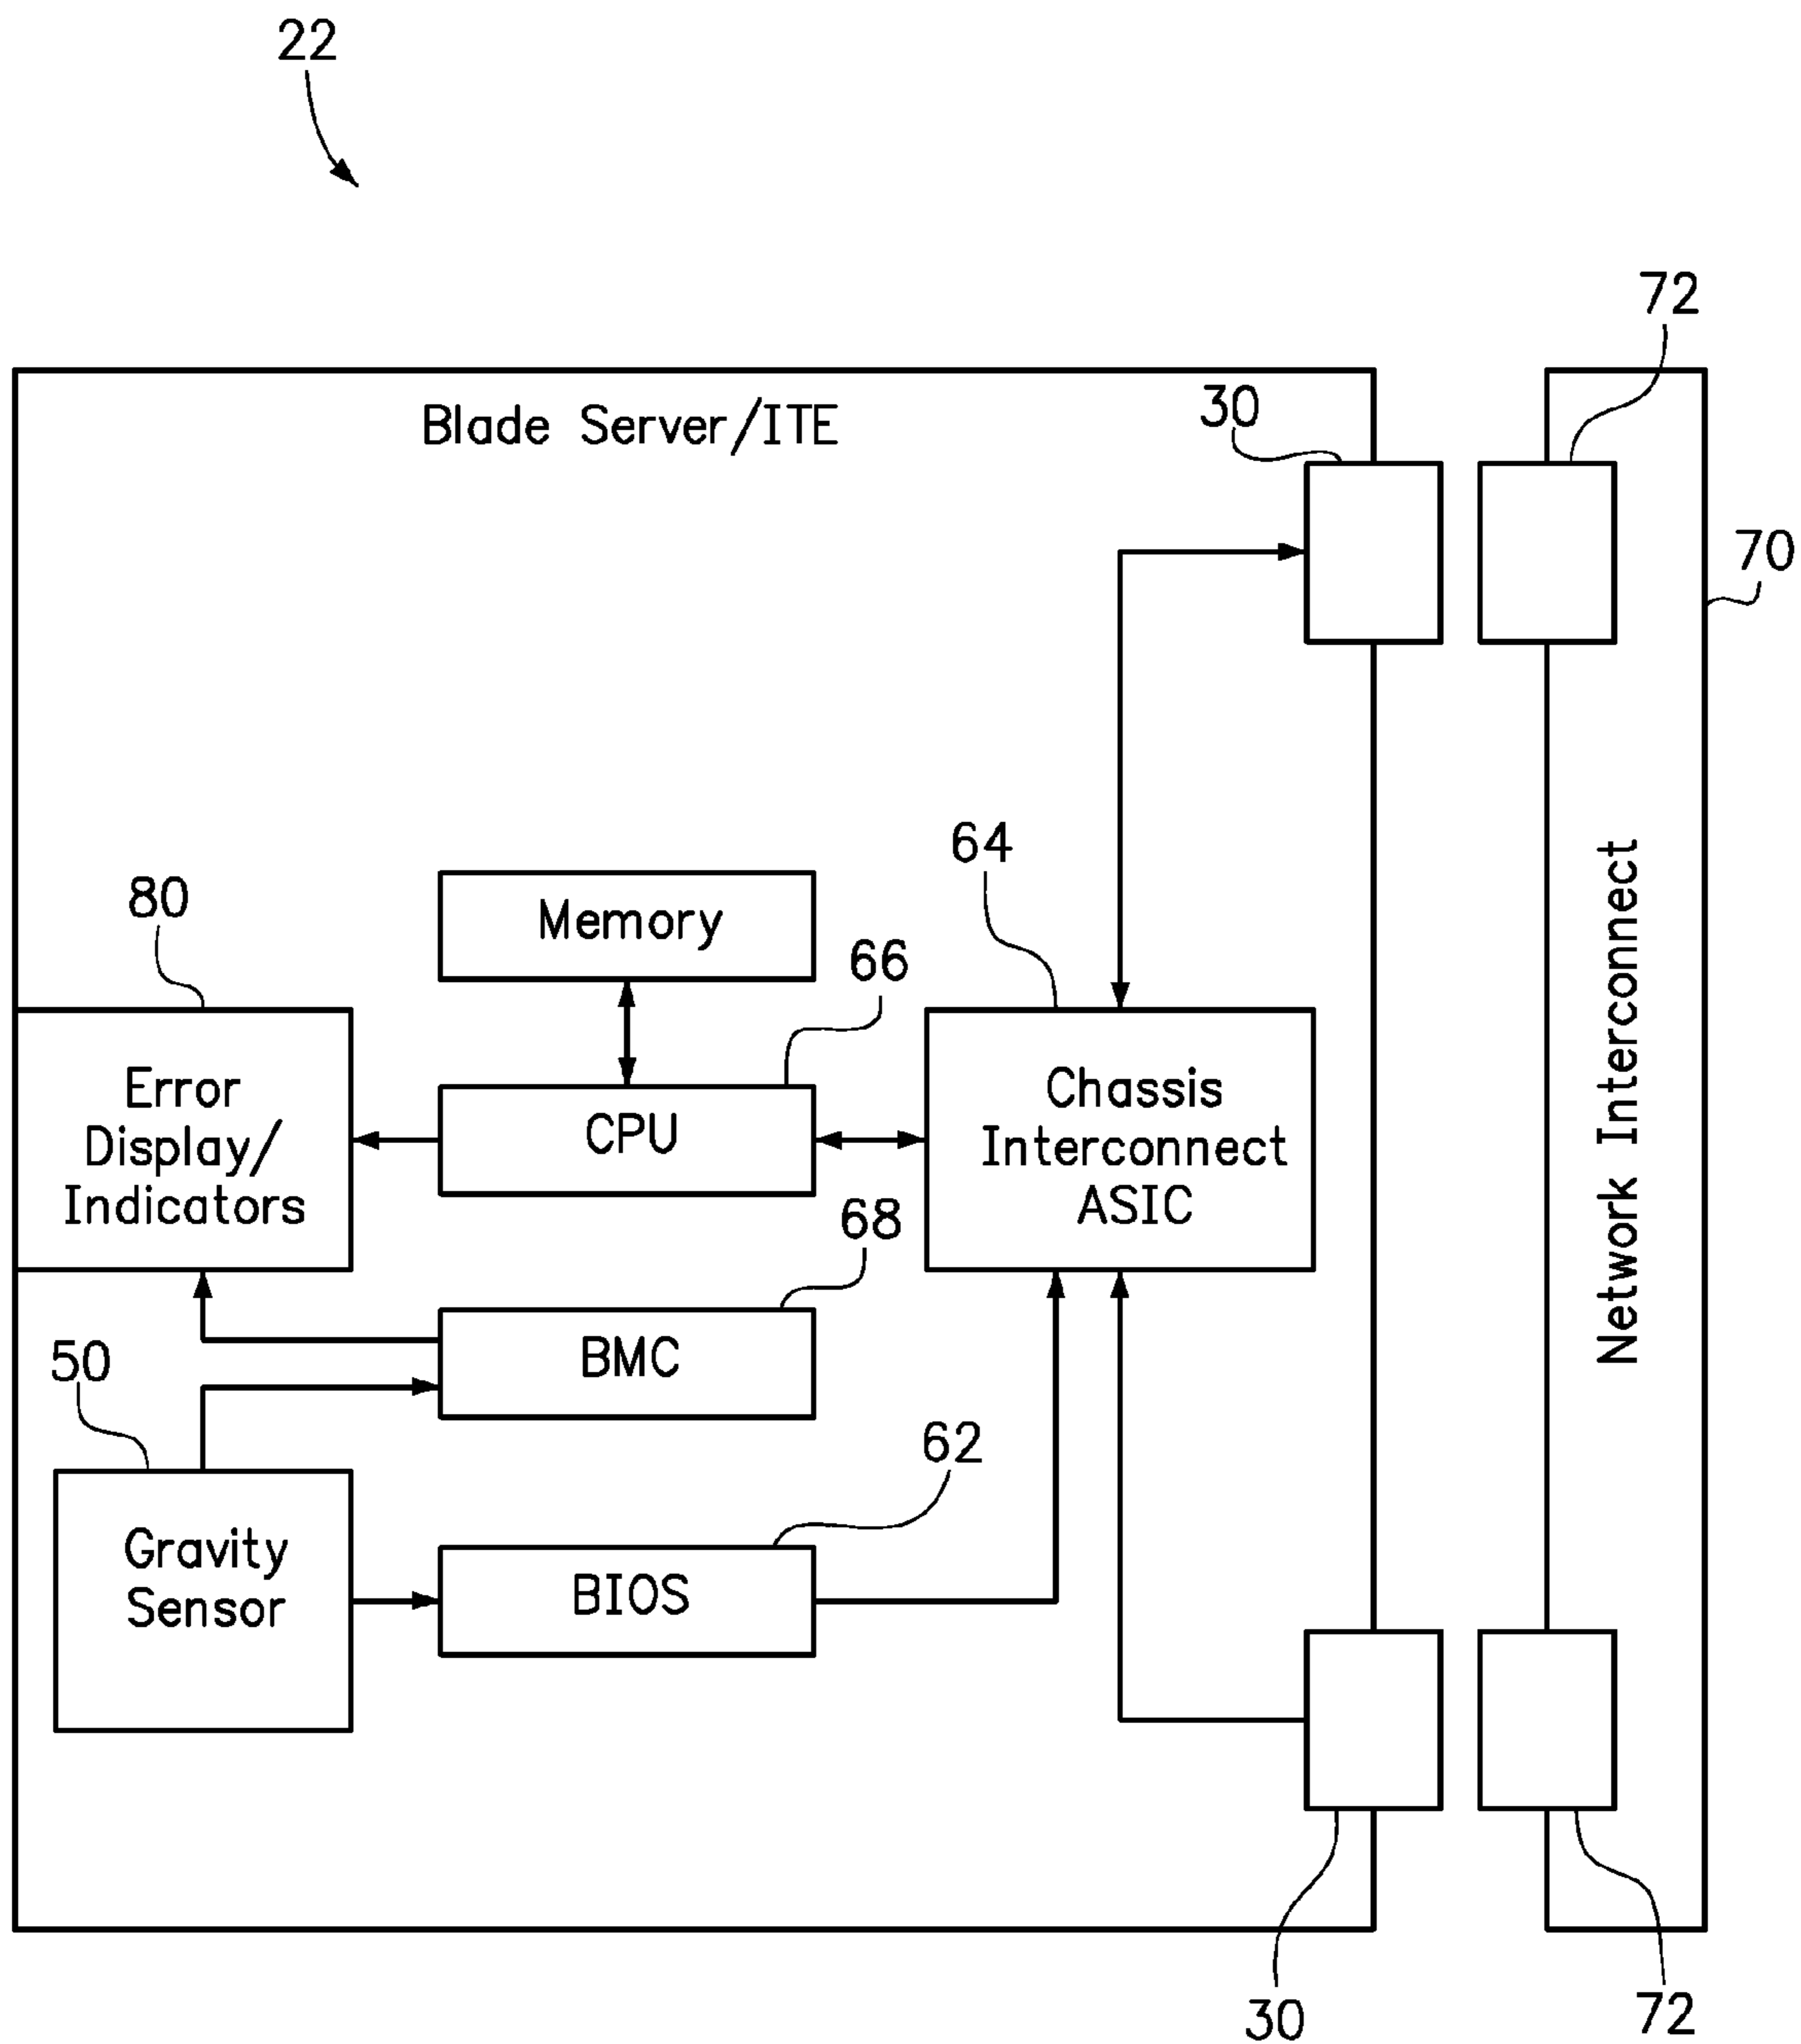 22
72
Blade Server/ITE
30
70
64
80
Memory
66
Error
Display/
Indicators
CPU
Chassis
Interconnect
ASIC
Network Interconnect
68
BMC
50
62
Gravity
Sensor
BIOS
30
72